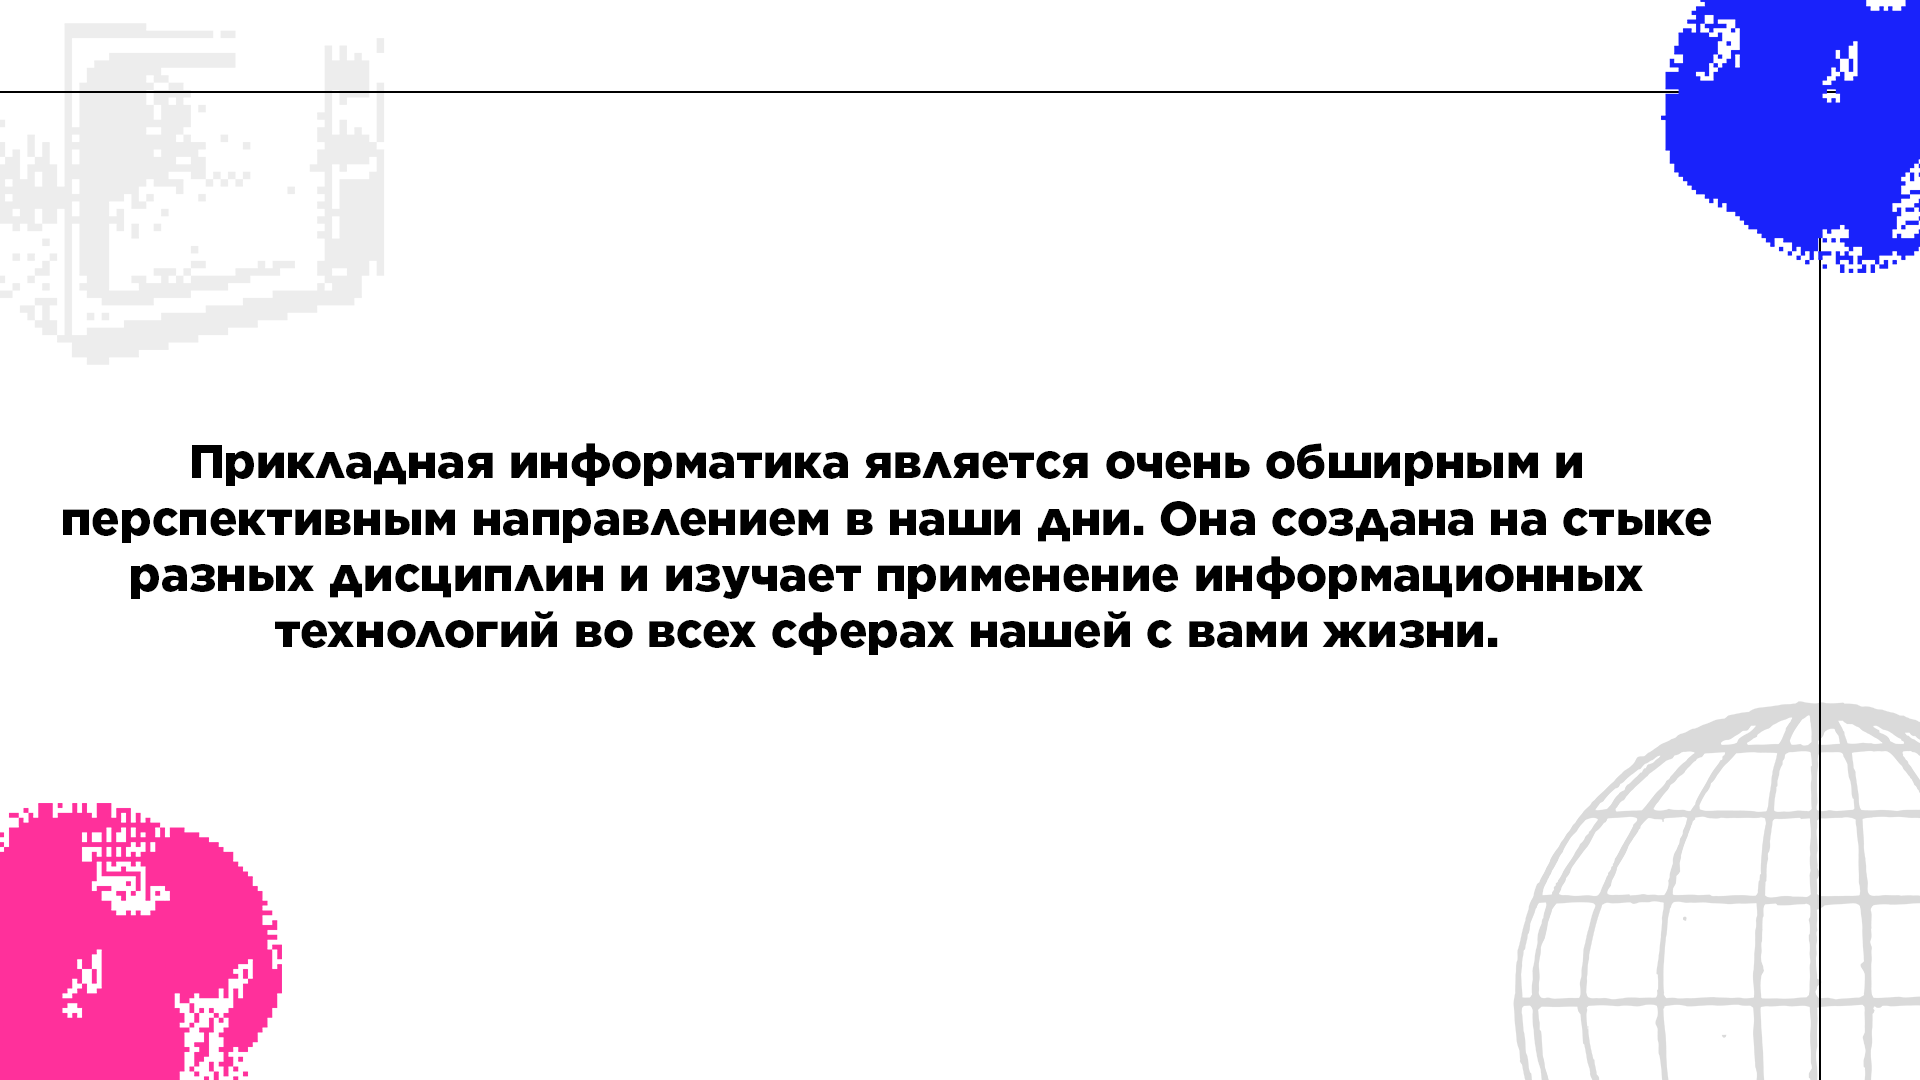 Прикладная информатика является очень обширным и
перспективным направлением в наши дни. Она создана на стыке
разных дисциплин и изучает применение информационных
технологий во всех сферах нашей с вами жизни.